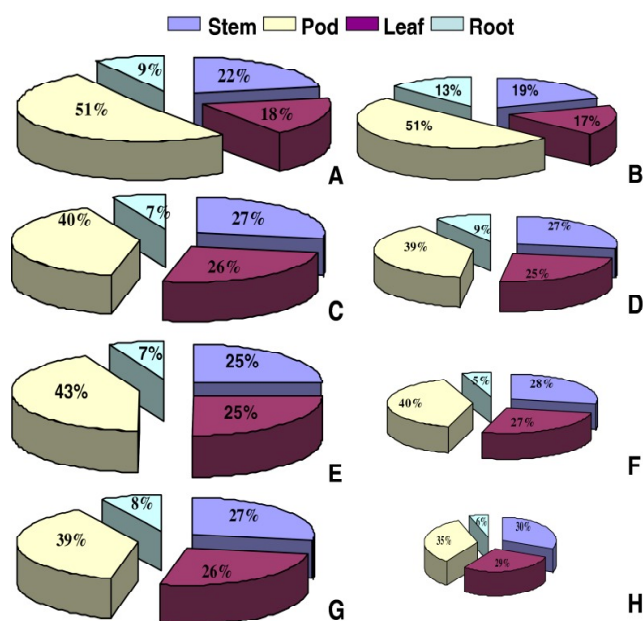 Stem Pod Leaf Root
9% 22% 51% 18% A
13% 19% 51% 17% B
40% 7% 27% 26% C
39% 9% 27% 25% D
43% 7% 25% 25% E
40% 5% 28% 27% F
39% 8% 27% 26% G
35% 6% 30% 29% H